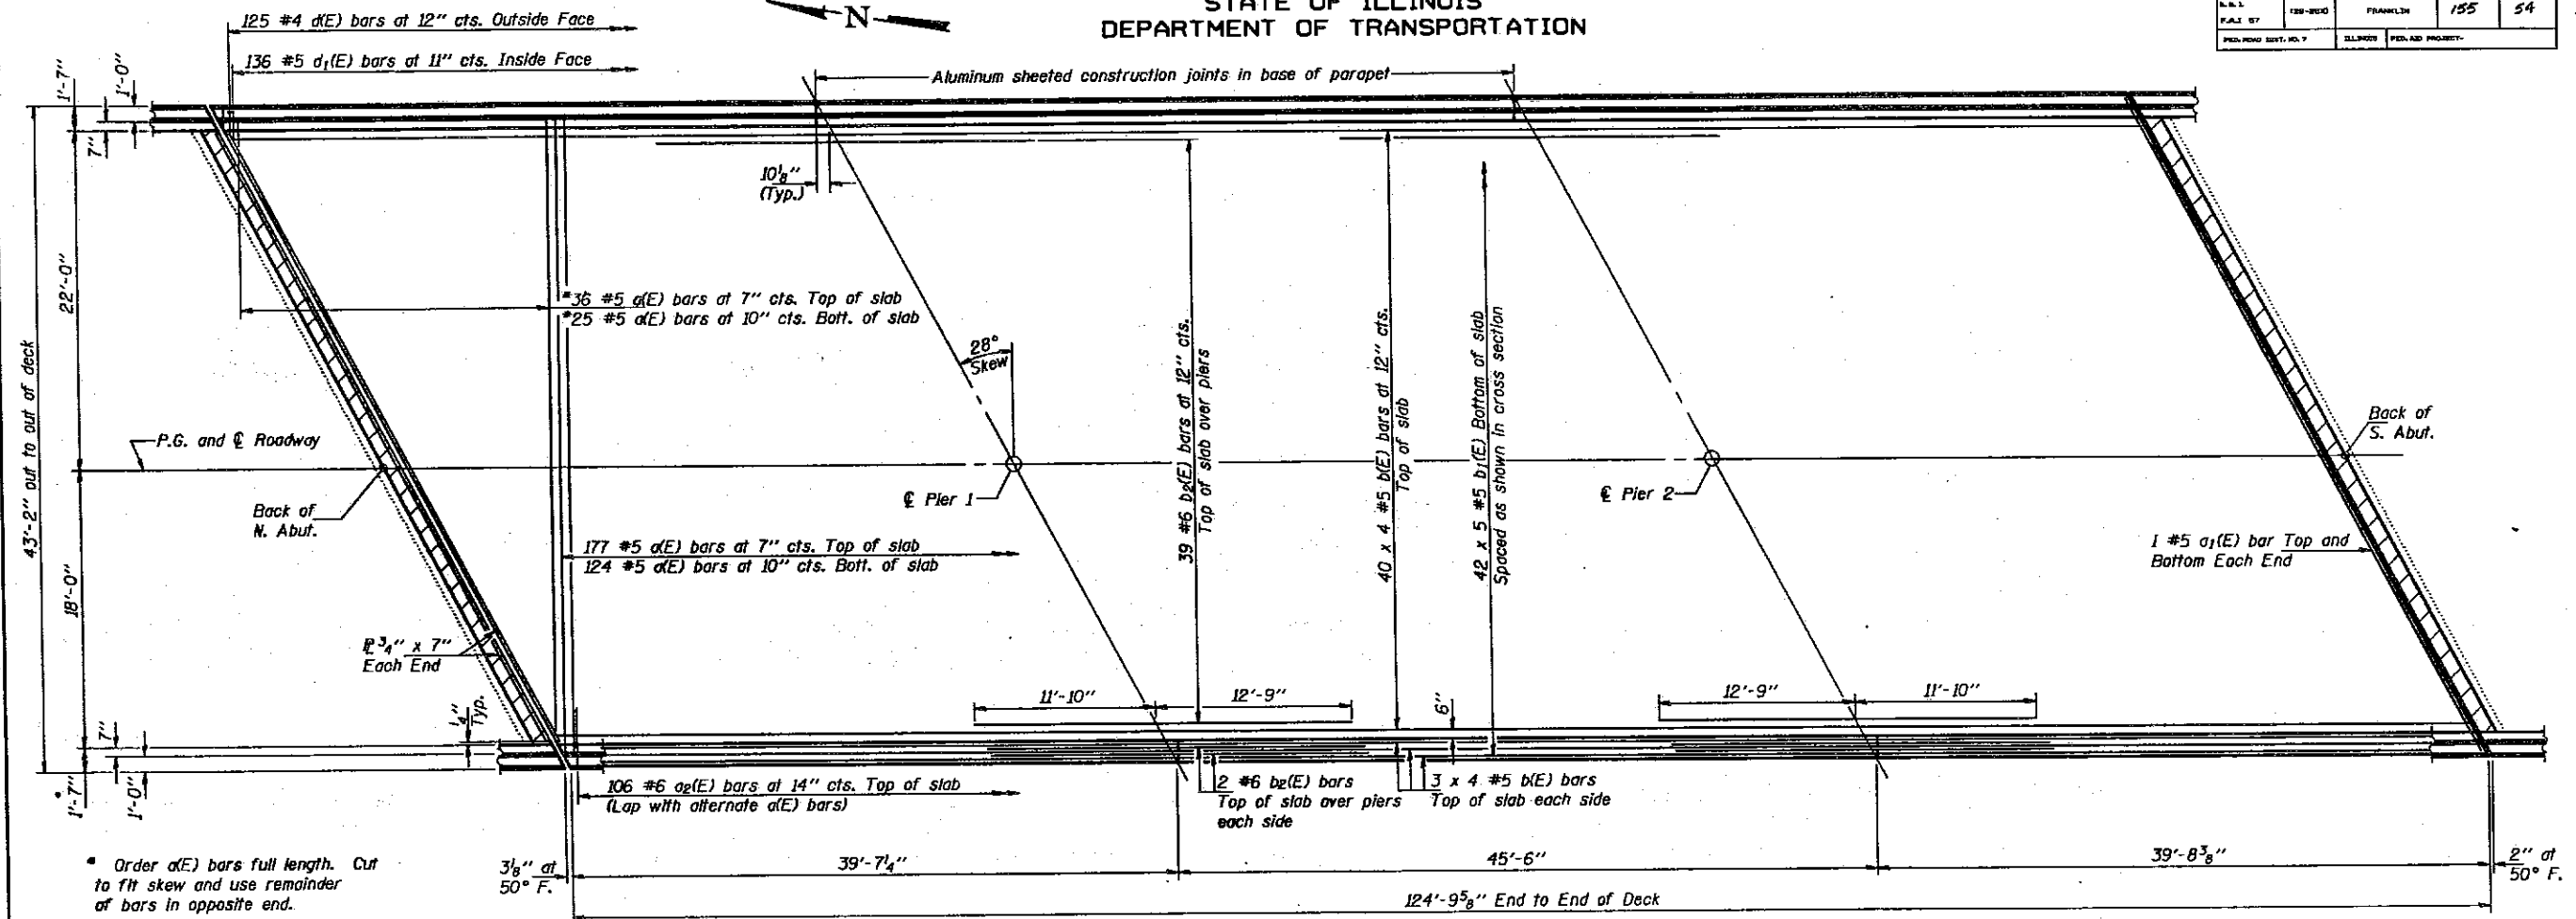 STATE OF ILLINOIS
DEPARTMENT OF TRANSPORTATION
F.A.I. 57
FRANKLIN
155
54
ILLINOIS
N
125 #4 d(E) bars at 12" cts. Outside Face
136 #5 d1(E) bars at 11" cts. Inside Face
Aluminum sheeted construction joints in base of parapet
1'-7"
1'-0"
7"
10 1/8"
(Typ.)
22'-0"
43'-2" out to out of deck
*36 #5 a(E) bars at 7" cts. Top of slab
*25 #5 a(E) bars at 10" cts. Bott. of slab
28°
Skew
39 #6 b2(E) bars at 12" cts.
Top of slab over piers
40 x 4 #5 b(E) bars at 12" cts.
Top of slab
42 x 5 #5 b1(E) Bottom of slab
Spaced as shown in cross section
P.G. and ℄ Roadway
Back of
N. Abut.
℄ Pier 1
℄ Pier 2
Back of
S. Abut.
177 #5 a(E) bars at 7" cts. Top of slab
124 #5 a(E) bars at 10" cts. Bott. of slab
1 #5 a1(E) bar Top and
Bottom Each End
18'-0"
℄ 3/4" x 7"
Each End
1/4"
Typ.
11'-10"
12'-9"
6"
12'-9"
11'-10"
7"
1'-7"
1'-0"
106 #6 a2(E) bars at 14" cts. Top of slab
(Lap with alternate a(E) bars)
2 #6 b2(E) bars
Top of slab over piers
each side
3 x 4 #5 b(E) bars
Top of slab each side
* Order a(E) bars full length. Cut
to fit skew and use remainder
of bars in opposite end.
3 1/8" at
50° F.
39'-7 1/4"
45'-6"
39'-8 3/8"
2" at
50° F.
124'-9 5/8" End to End of Deck